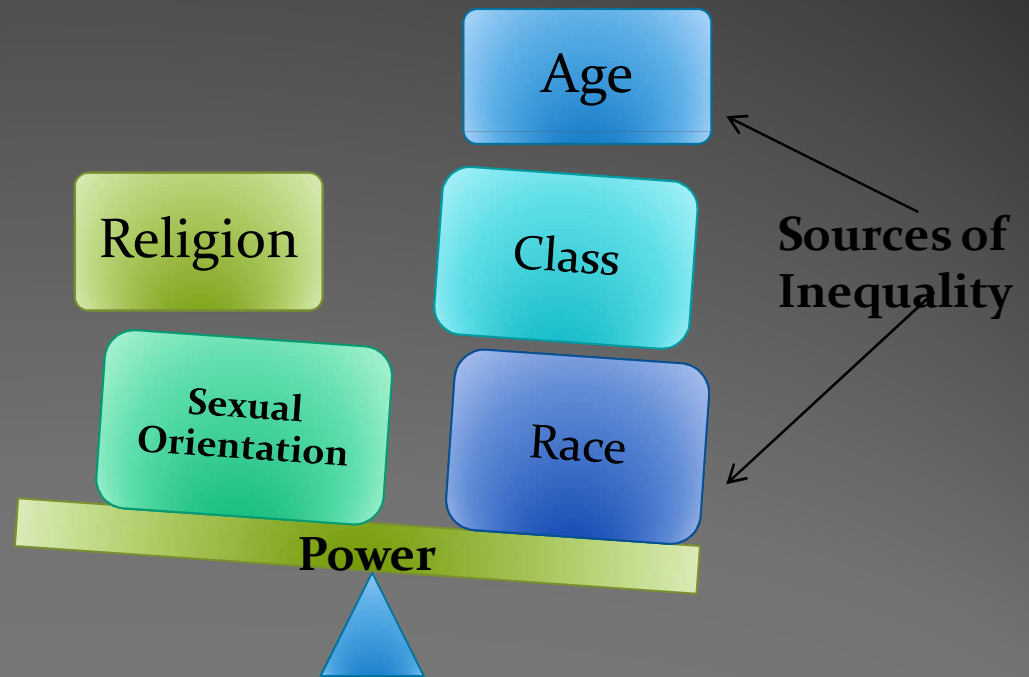 Age
Religion
Class
Sources of
Inequality
Sexual
Orientation
Race
Power